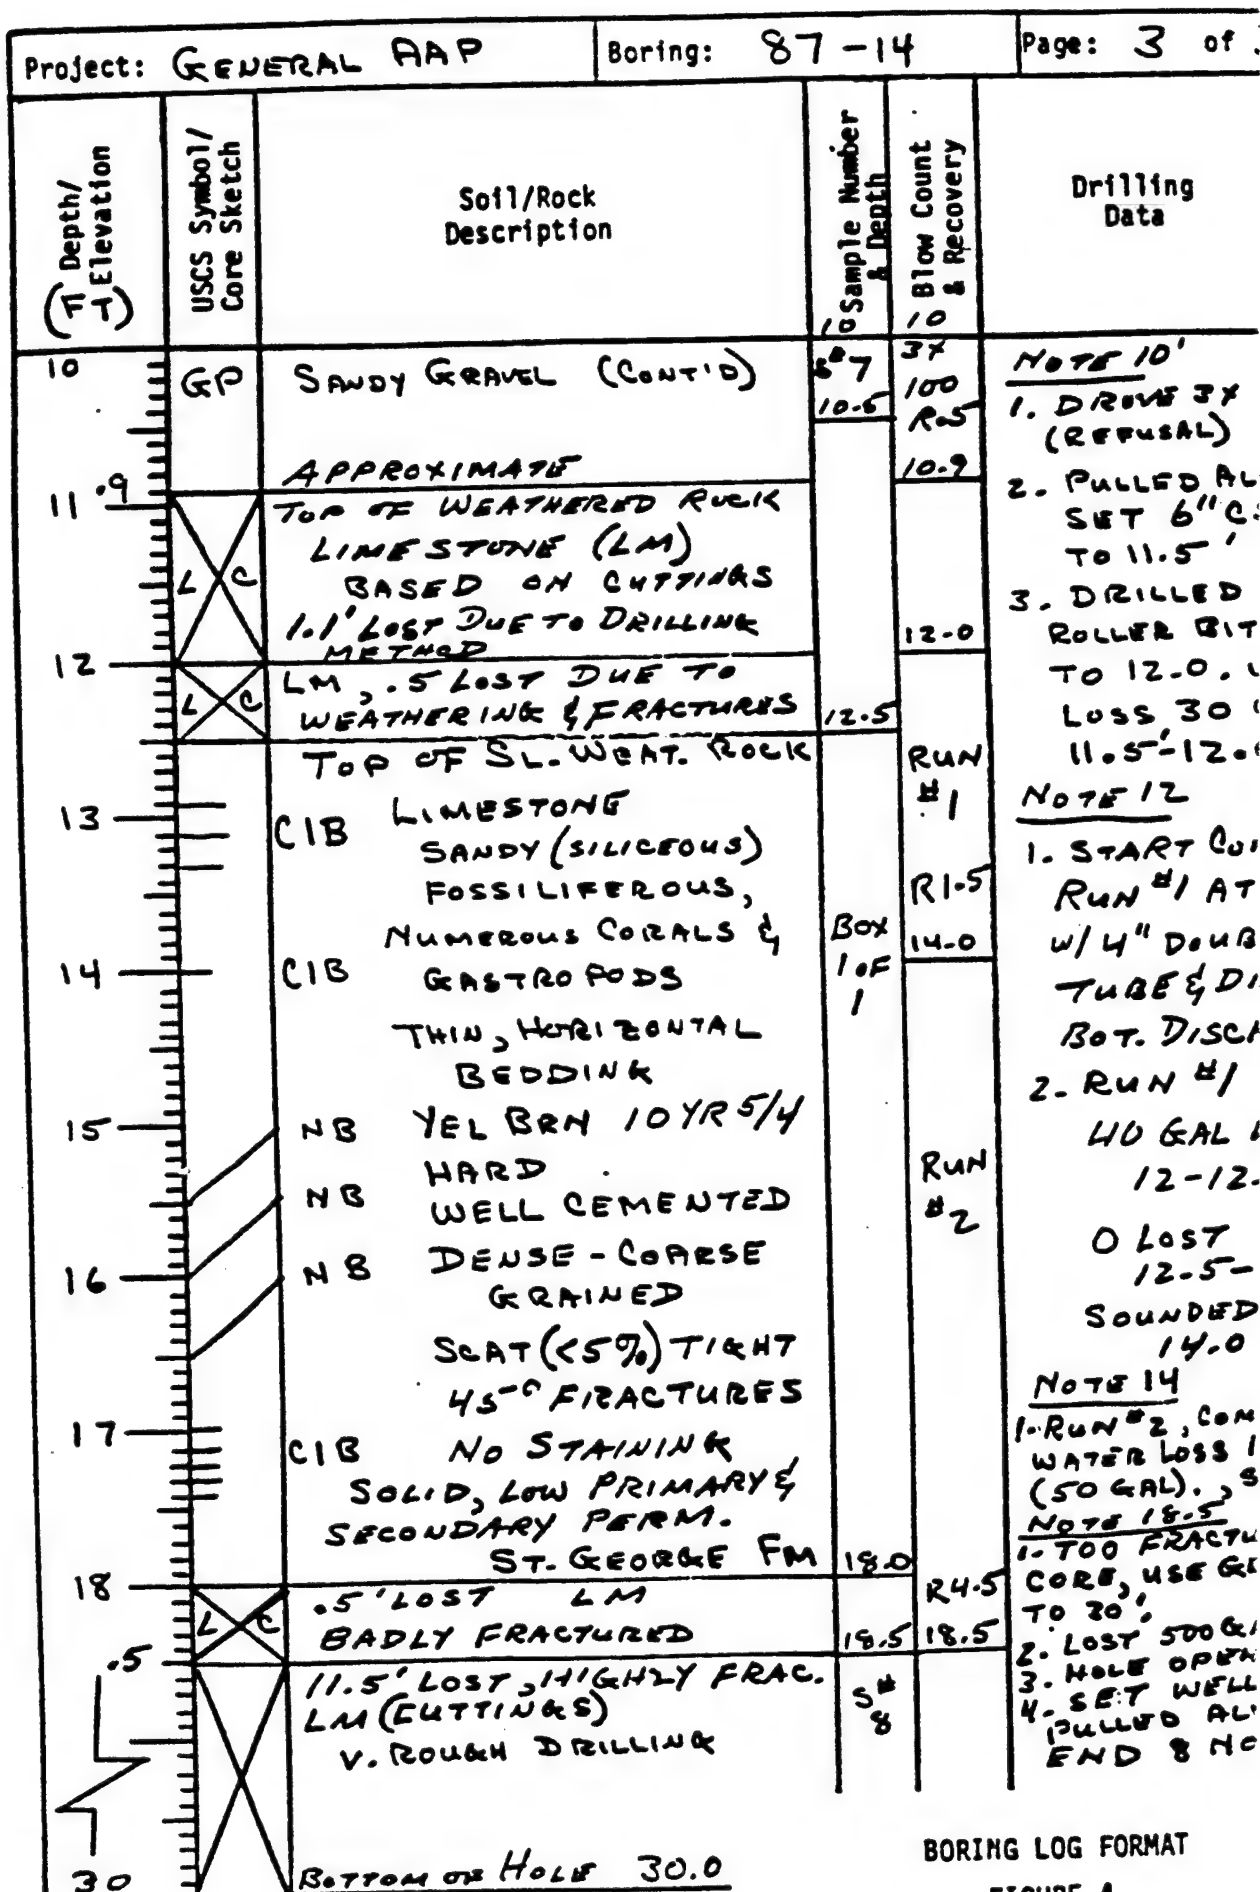 Project: GENERAL AAP Boring: 87-14 Page: 3 of
Depth/ Elevation (FT)
USCS Symbol/ Core Sketch
Soil/Rock Description
Sample Number & Depth
Blow Count & Recovery
Drilling Data
10 10
10 GP SANDY GRAVEL (CONT'D) S# 7 3X
100
10.5 R.5
APPROXIMATE 10.9
.9
11 TOP OF WEATHERED ROCK
LIMESTONE (LM)
L C BASED ON CUTTINGS
1.1' LOST DUE TO DRILLING
METHOD 12.0
12 LM, .5 LOST DUE TO
L C WEATHERING & FRACTURES 12.5
TOP OF SL. WEAT. ROCK
RUN #1
13 CIB LIMESTONE
SANDY (SILICEOUS)
FOSSILIFEROUS, R1.5
NUMEROUS CORALS & BOX 14.0
14 CIB GASTROPODS 1 OF 1
THIN, HORIZONTAL
BEDDING
15 NB YEL BRN 10YR 5/4
HARD RUN #2
NB WELL CEMENTED
16 NB DENSE-COARSE
GRAINED
SCAT (<5%) TIGHT
45-° FRACTURES
17 CIB NO STAINING
SOLID, LOW PRIMARY &
SECONDARY PERM.
ST. GEORGE FM 18.0
18 .5' LOST LM R4.5
L C BADLY FRACTURED 18.5 18.5
.5
11.5' LOST, HIGHLY FRAC. S# 8
LM (CUTTINGS)
V. ROUGH DRILLING
30 BOTTOM OF HOLE 30.0
NOTE 10'
1. DROVE 3X
(REFUSAL)
2. PULLED
SET 6"
TO 11.5'
3. DRILLED
ROLLER BIT
TO 12.0.
LOSS 30
11.5'-12.
NOTE 12
1. START
RUN #1 AT
W/ 4"
TUBE &
BOT.
2. RUN #1
40 GAL
12-12.
0 LOST
12.5-
SOUNDED
14.0
NOTE 14
1. RUN #2,
WATER LOSS
(50 GAL).,
NOTE 18.5
1. TOO
CORE, USE
TO 30'.
2. LOST 500
3. HOLE
4. SET WELL
PULLED
END 8
BORING LOG FORMAT
FIGURE